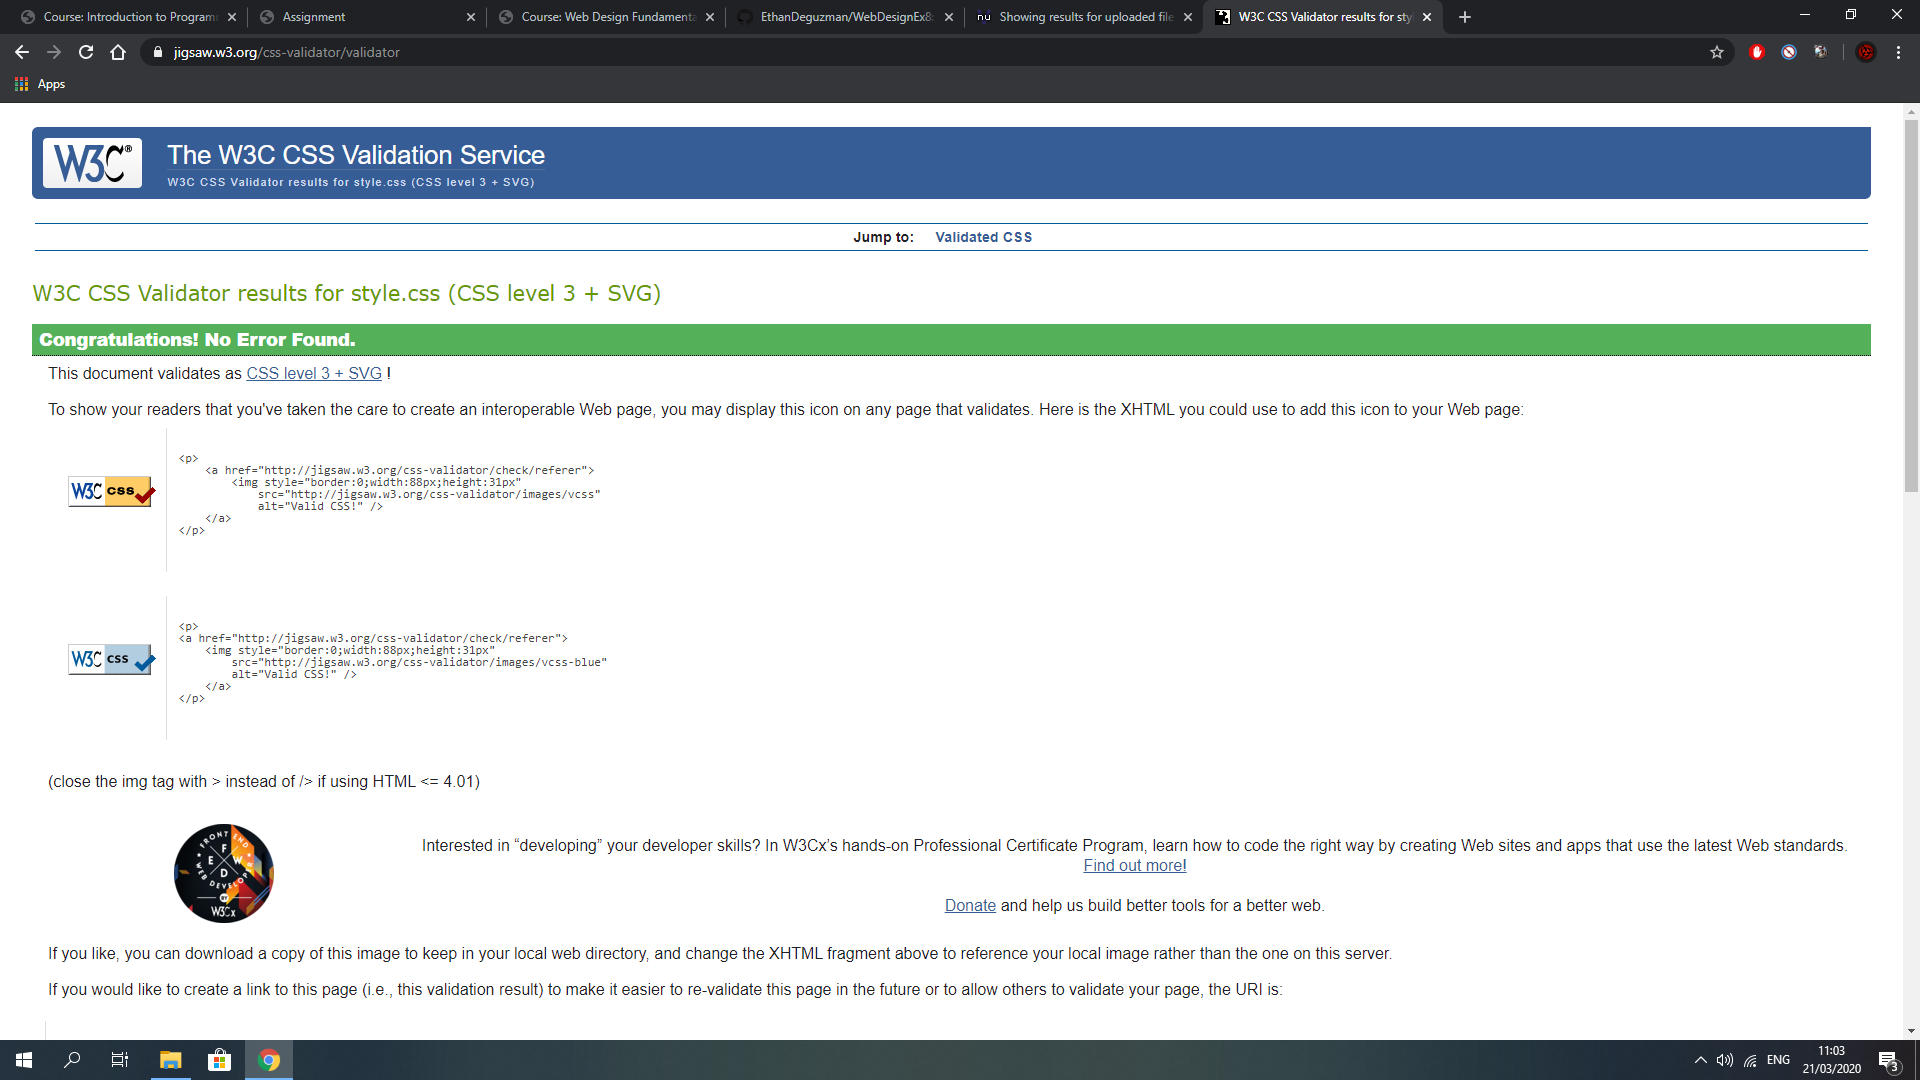 Course: Introduction to Program
Assignment
Course: Web Design Fundamenta
EthanDeguzman/WebDesignEx8
nu Showing results for uploaded file
W3C CSS Validator results for sty
jigsaw.w3.org/css-validator/validator
Apps
W3C®
The W3C CSS Validation Service
W3C CSS Validator results for style.css (CSS level 3 + SVG)
Jump to: Validated CSS
W3C CSS Validator results for style.css (CSS level 3 + SVG)
Congratulations! No Error Found.
This document validates as CSS level 3 + SVG !
To show your readers that you've taken the care to create an interoperable Web page, you may display this icon on any page that validates. Here is the XHTML you could use to add this icon to your Web page:
W3C css
<p>
<a href="http://jigsaw.w3.org/css-validator/check/referer">
<img style="border:0;width:88px;height:31px"
src="http://jigsaw.w3.org/css-validator/images/vcss"
alt="Valid CSS!" />
</a>
</p>
W3C css
<p>
<a href="http://jigsaw.w3.org/css-validator/check/referer">
<img style="border:0;width:88px;height:31px"
src="http://jigsaw.w3.org/css-validator/images/vcss-blue"
alt="Valid CSS!" />
</a>
</p>
(close the img tag with > instead of /> if using HTML <= 4.01)
FRONT END
F
E W
D
WEB DEVELOPER
BY
W3Cx
Interested in “developing” your developer skills? In W3Cx’s hands-on Professional Certificate Program, learn how to code the right way by creating Web sites and apps that use the latest Web standards.
Find out more!
Donate and help us build better tools for a better web.
If you like, you can download a copy of this image to keep in your local web directory, and change the XHTML fragment above to reference your local image rather than the one on this server.
If you would like to create a link to this page (i.e., this validation result) to make it easier to re-validate this page in the future or to allow others to validate your page, the URI is:
ENG
11:03
21/03/2020
3